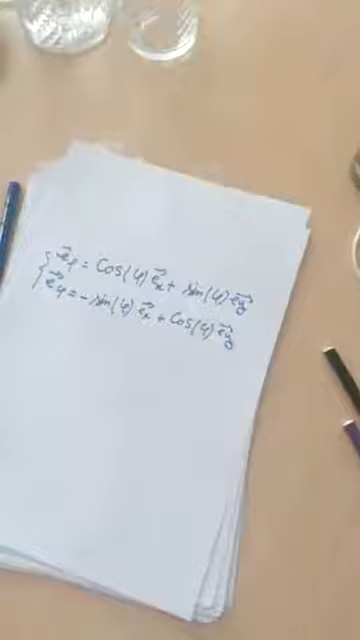 { e⃗ρ = Cos(φ) e⃗x + sin(φ) e⃗y
e⃗φ = - sin(φ) e⃗x + Cos(φ) e⃗y